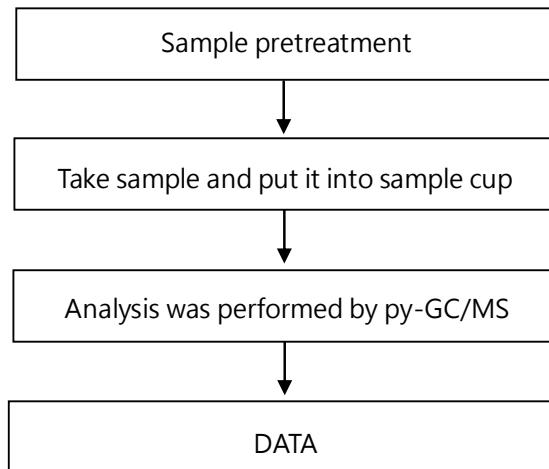 Sample pretreatment
Take sample and put it into sample cup
Analysis was performed by py-GC/MS
DATA